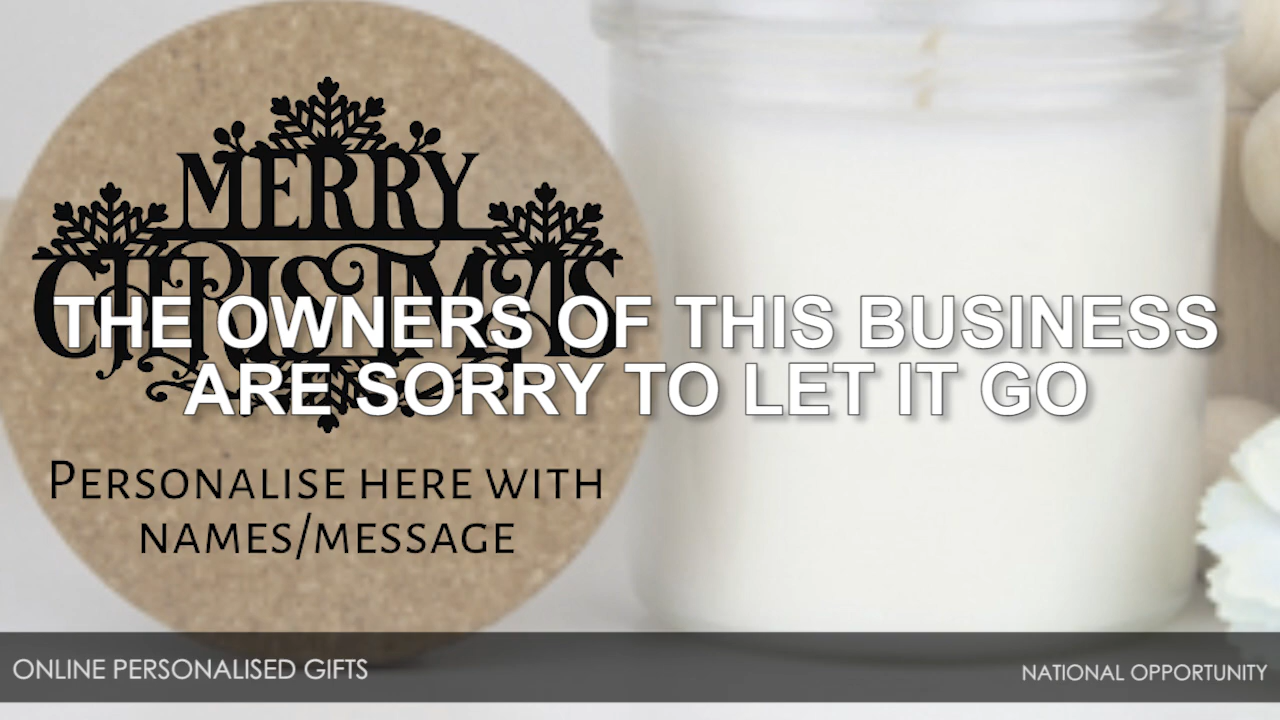 MERRY
CHRISTMAS
THE OWNERS OF THIS BUSINESS
ARE SORRY TO LET IT GO
PERSONALISE HERE WITH
NAMES/MESSAGE
ONLINE PERSONALISED GIFTS
NATIONAL OPPORTUNITY